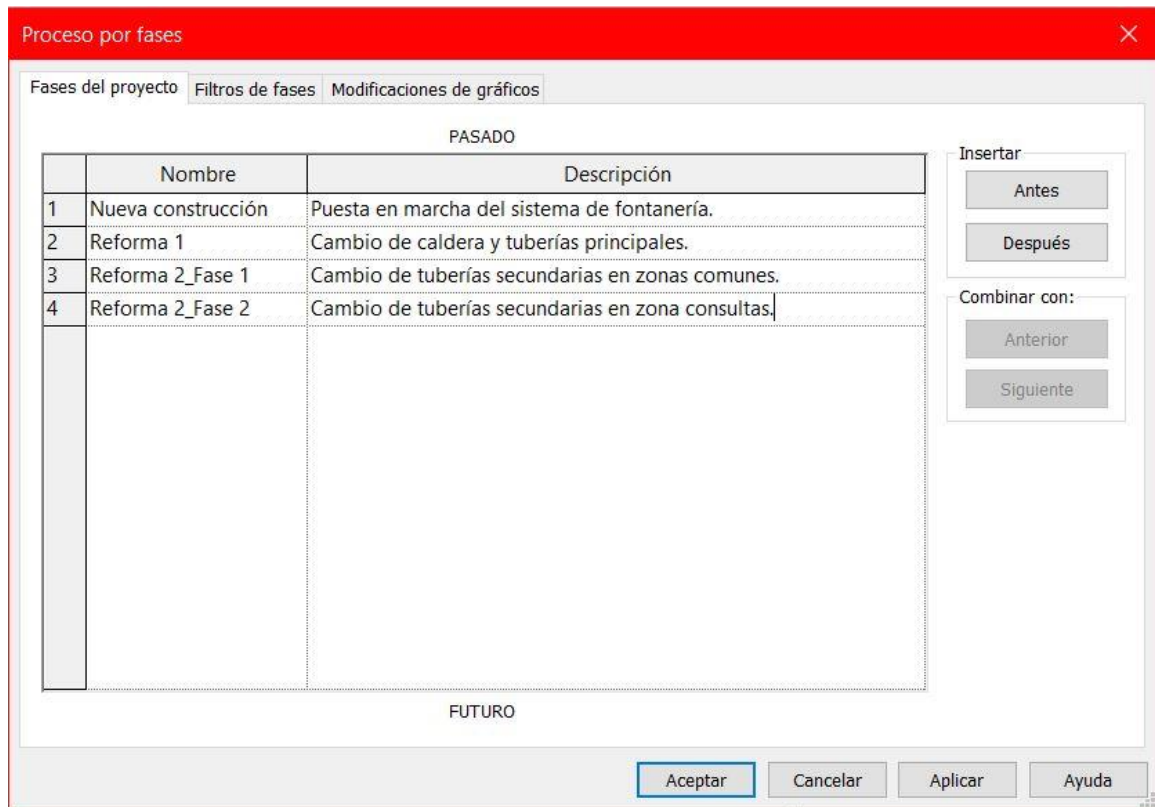 Proceso por fases
Fases del proyecto Filtros de fases Modificaciones de gráficos
PASADO
Nombre Descripción
1 Nueva construcción Puesta en marcha del sistema de fontanería.
2 Reforma 1 Cambio de caldera y tuberías principales.
3 Reforma 2_Fase 1 Cambio de tuberías secundarias en zonas comunes.
4 Reforma 2_Fase 2 Cambio de tuberías secundarias en zona consultas.
FUTURO
Insertar
Antes
Después
Combinar con:
Anterior
Siguiente
Aceptar Cancelar Aplicar Ayuda